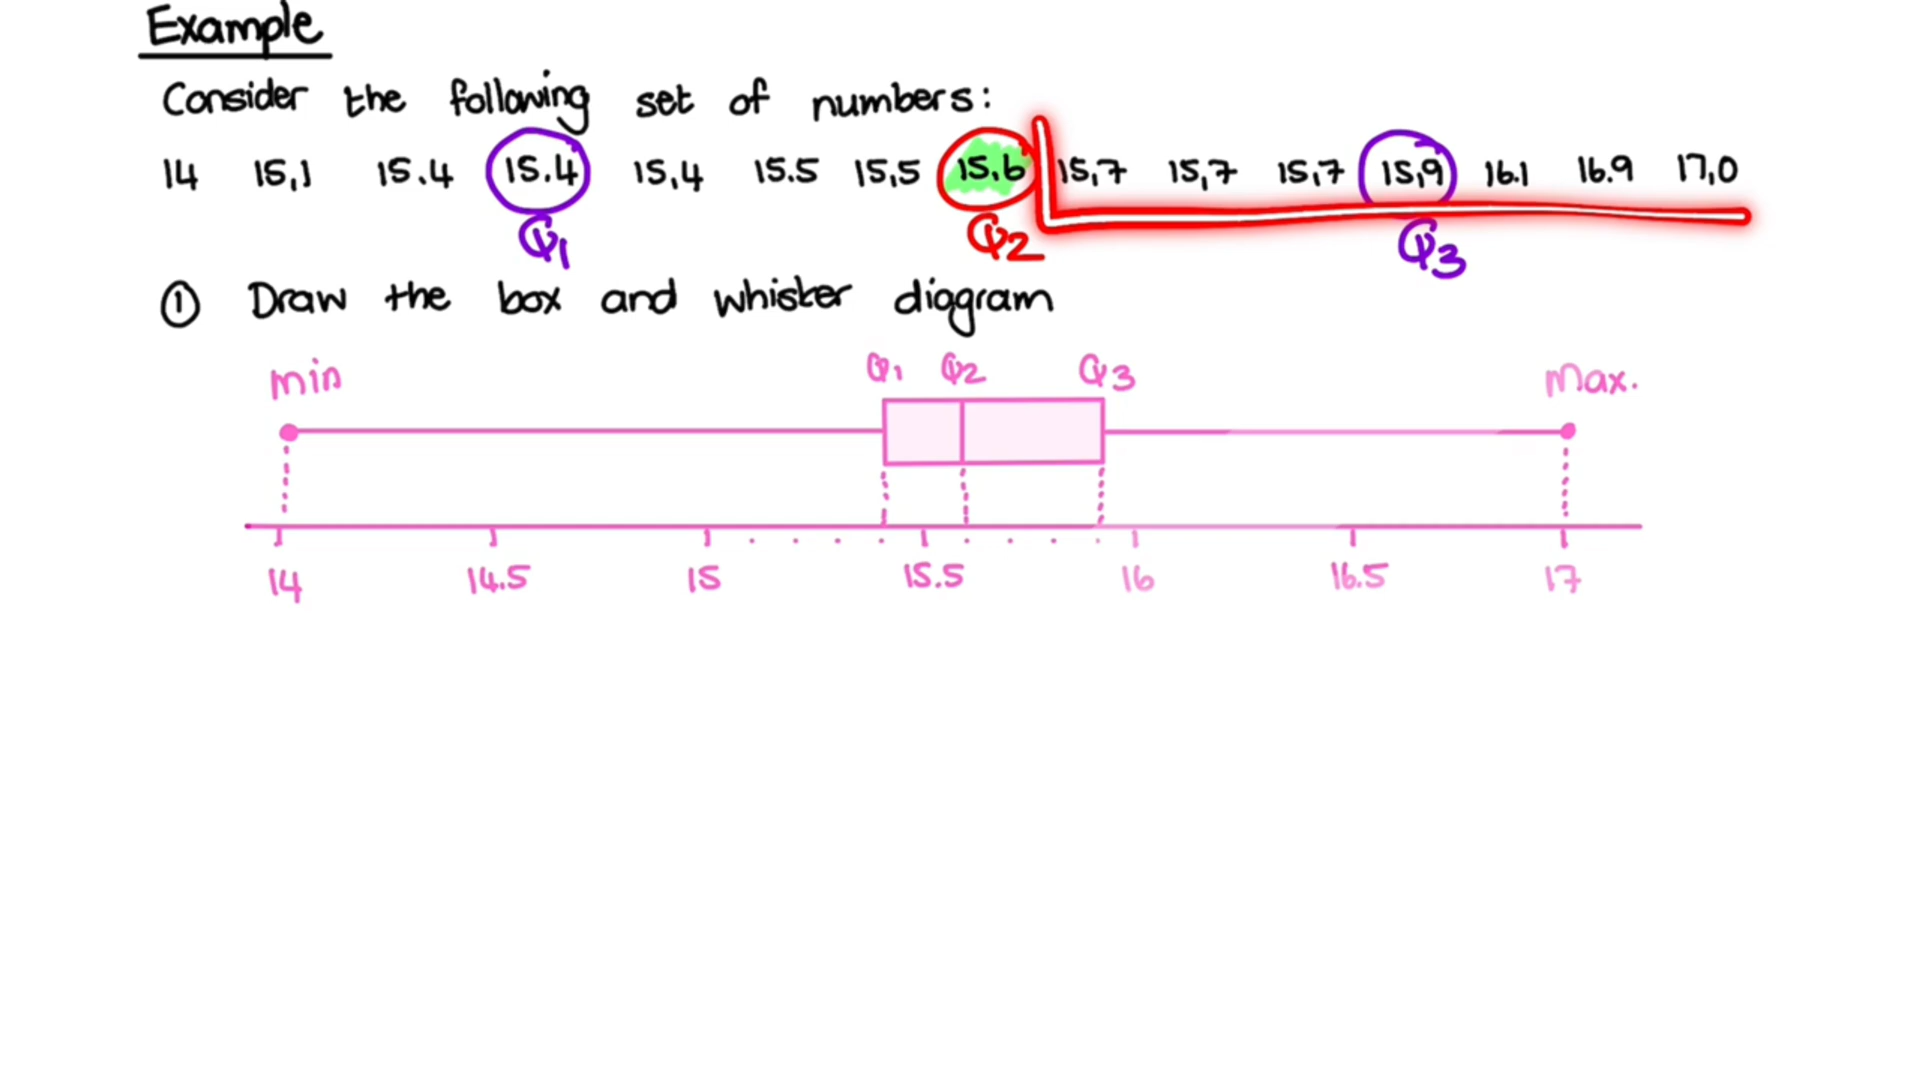 Example
Consider the following set of numbers:
14 15,1 15.4 15.4 15,4 15.5 15,5 15,6 15,7 15,7 15,7 15,9 16.1 16.9 17,0
Q1 Q2 Q3
① Draw the box and whisker diagram
min Q1 Q2 Q3 Max.
14 14.5 15 15.5 16 16.5 17